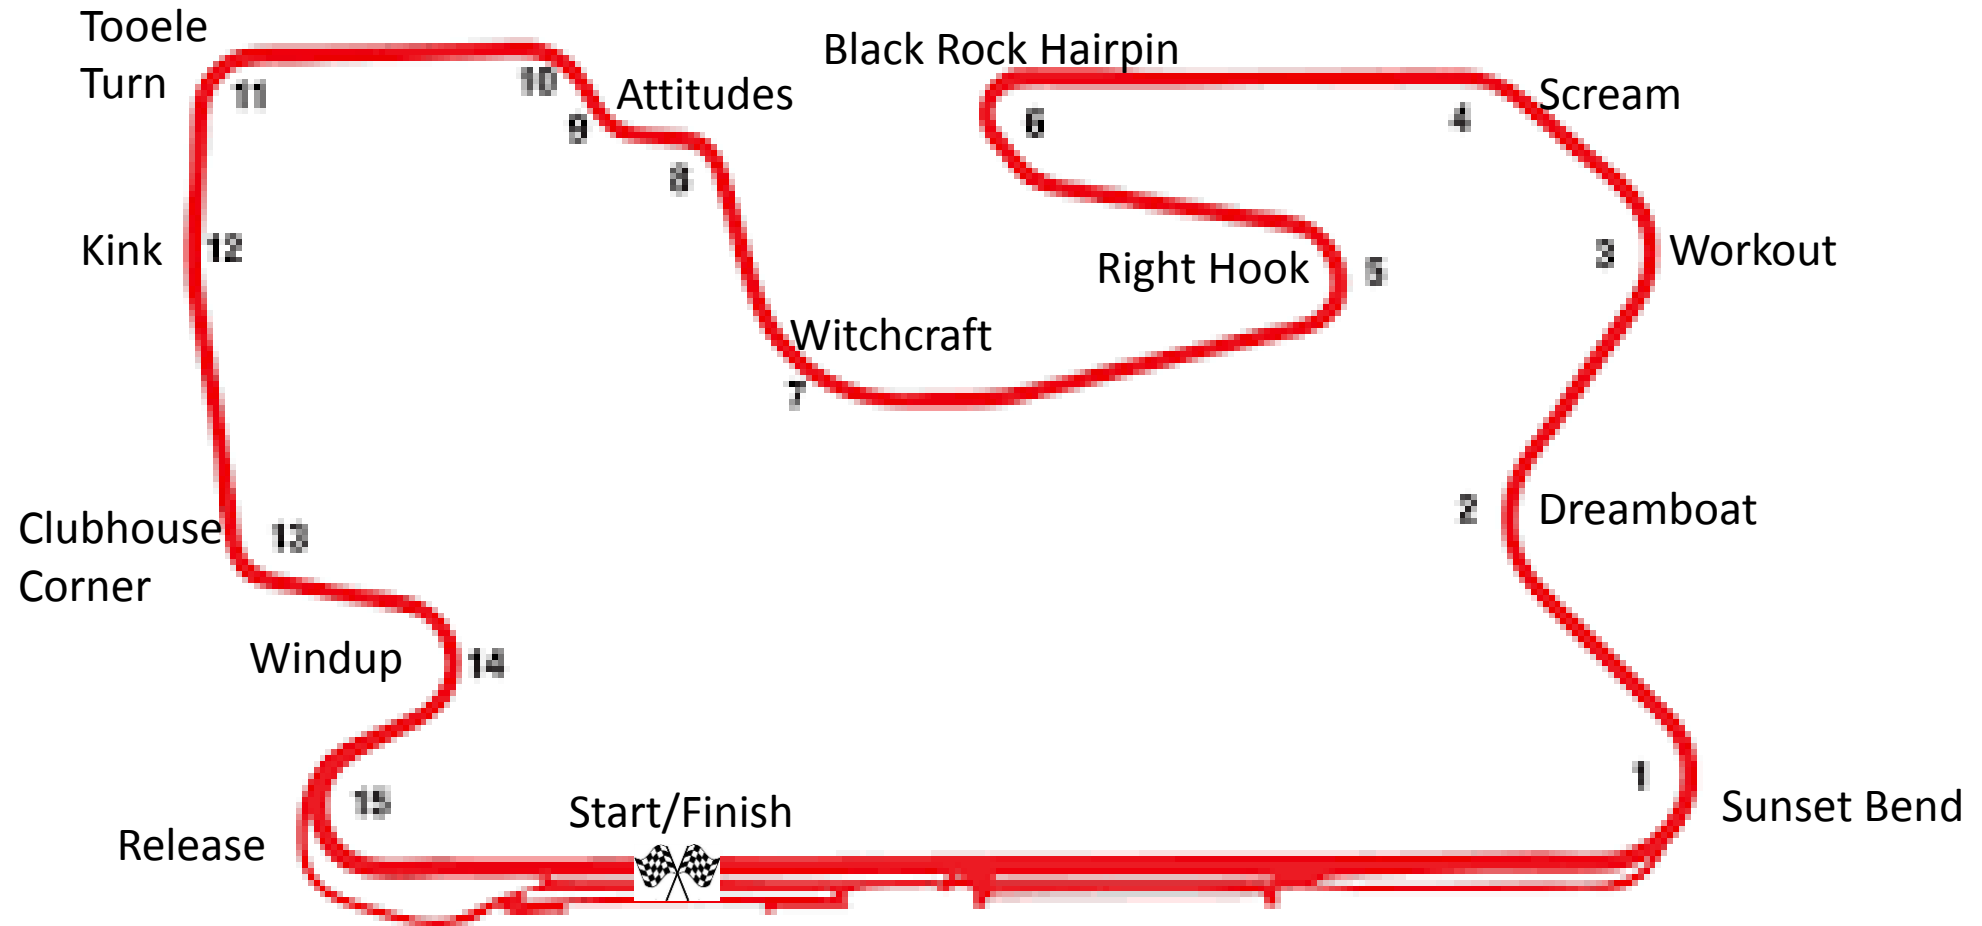 Tooele
Turn
Black Rock Hairpin
10
11
Attitudes
Scream
9
6
4
8
Kink
12
3
Workout
Right Hook
5
Witchcraft
7
2
Dreamboat
Clubhouse
Corner
13
Windup
14
1
15
Start/Finish
Sunset Bend
Release